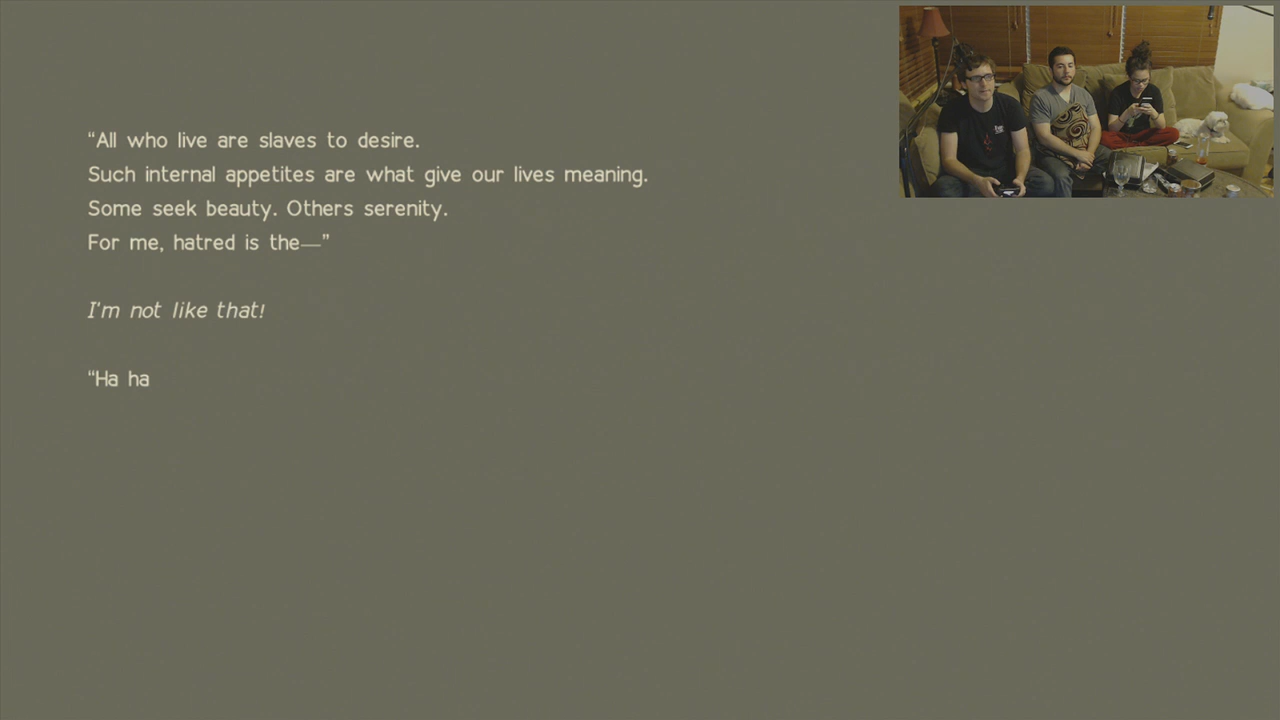 “All who live are slaves to desire.
Such internal appetites are what give our lives meaning.
Some seek beauty. Others serenity.
For me, hatred is the—”
I'm not like that!
“Ha ha